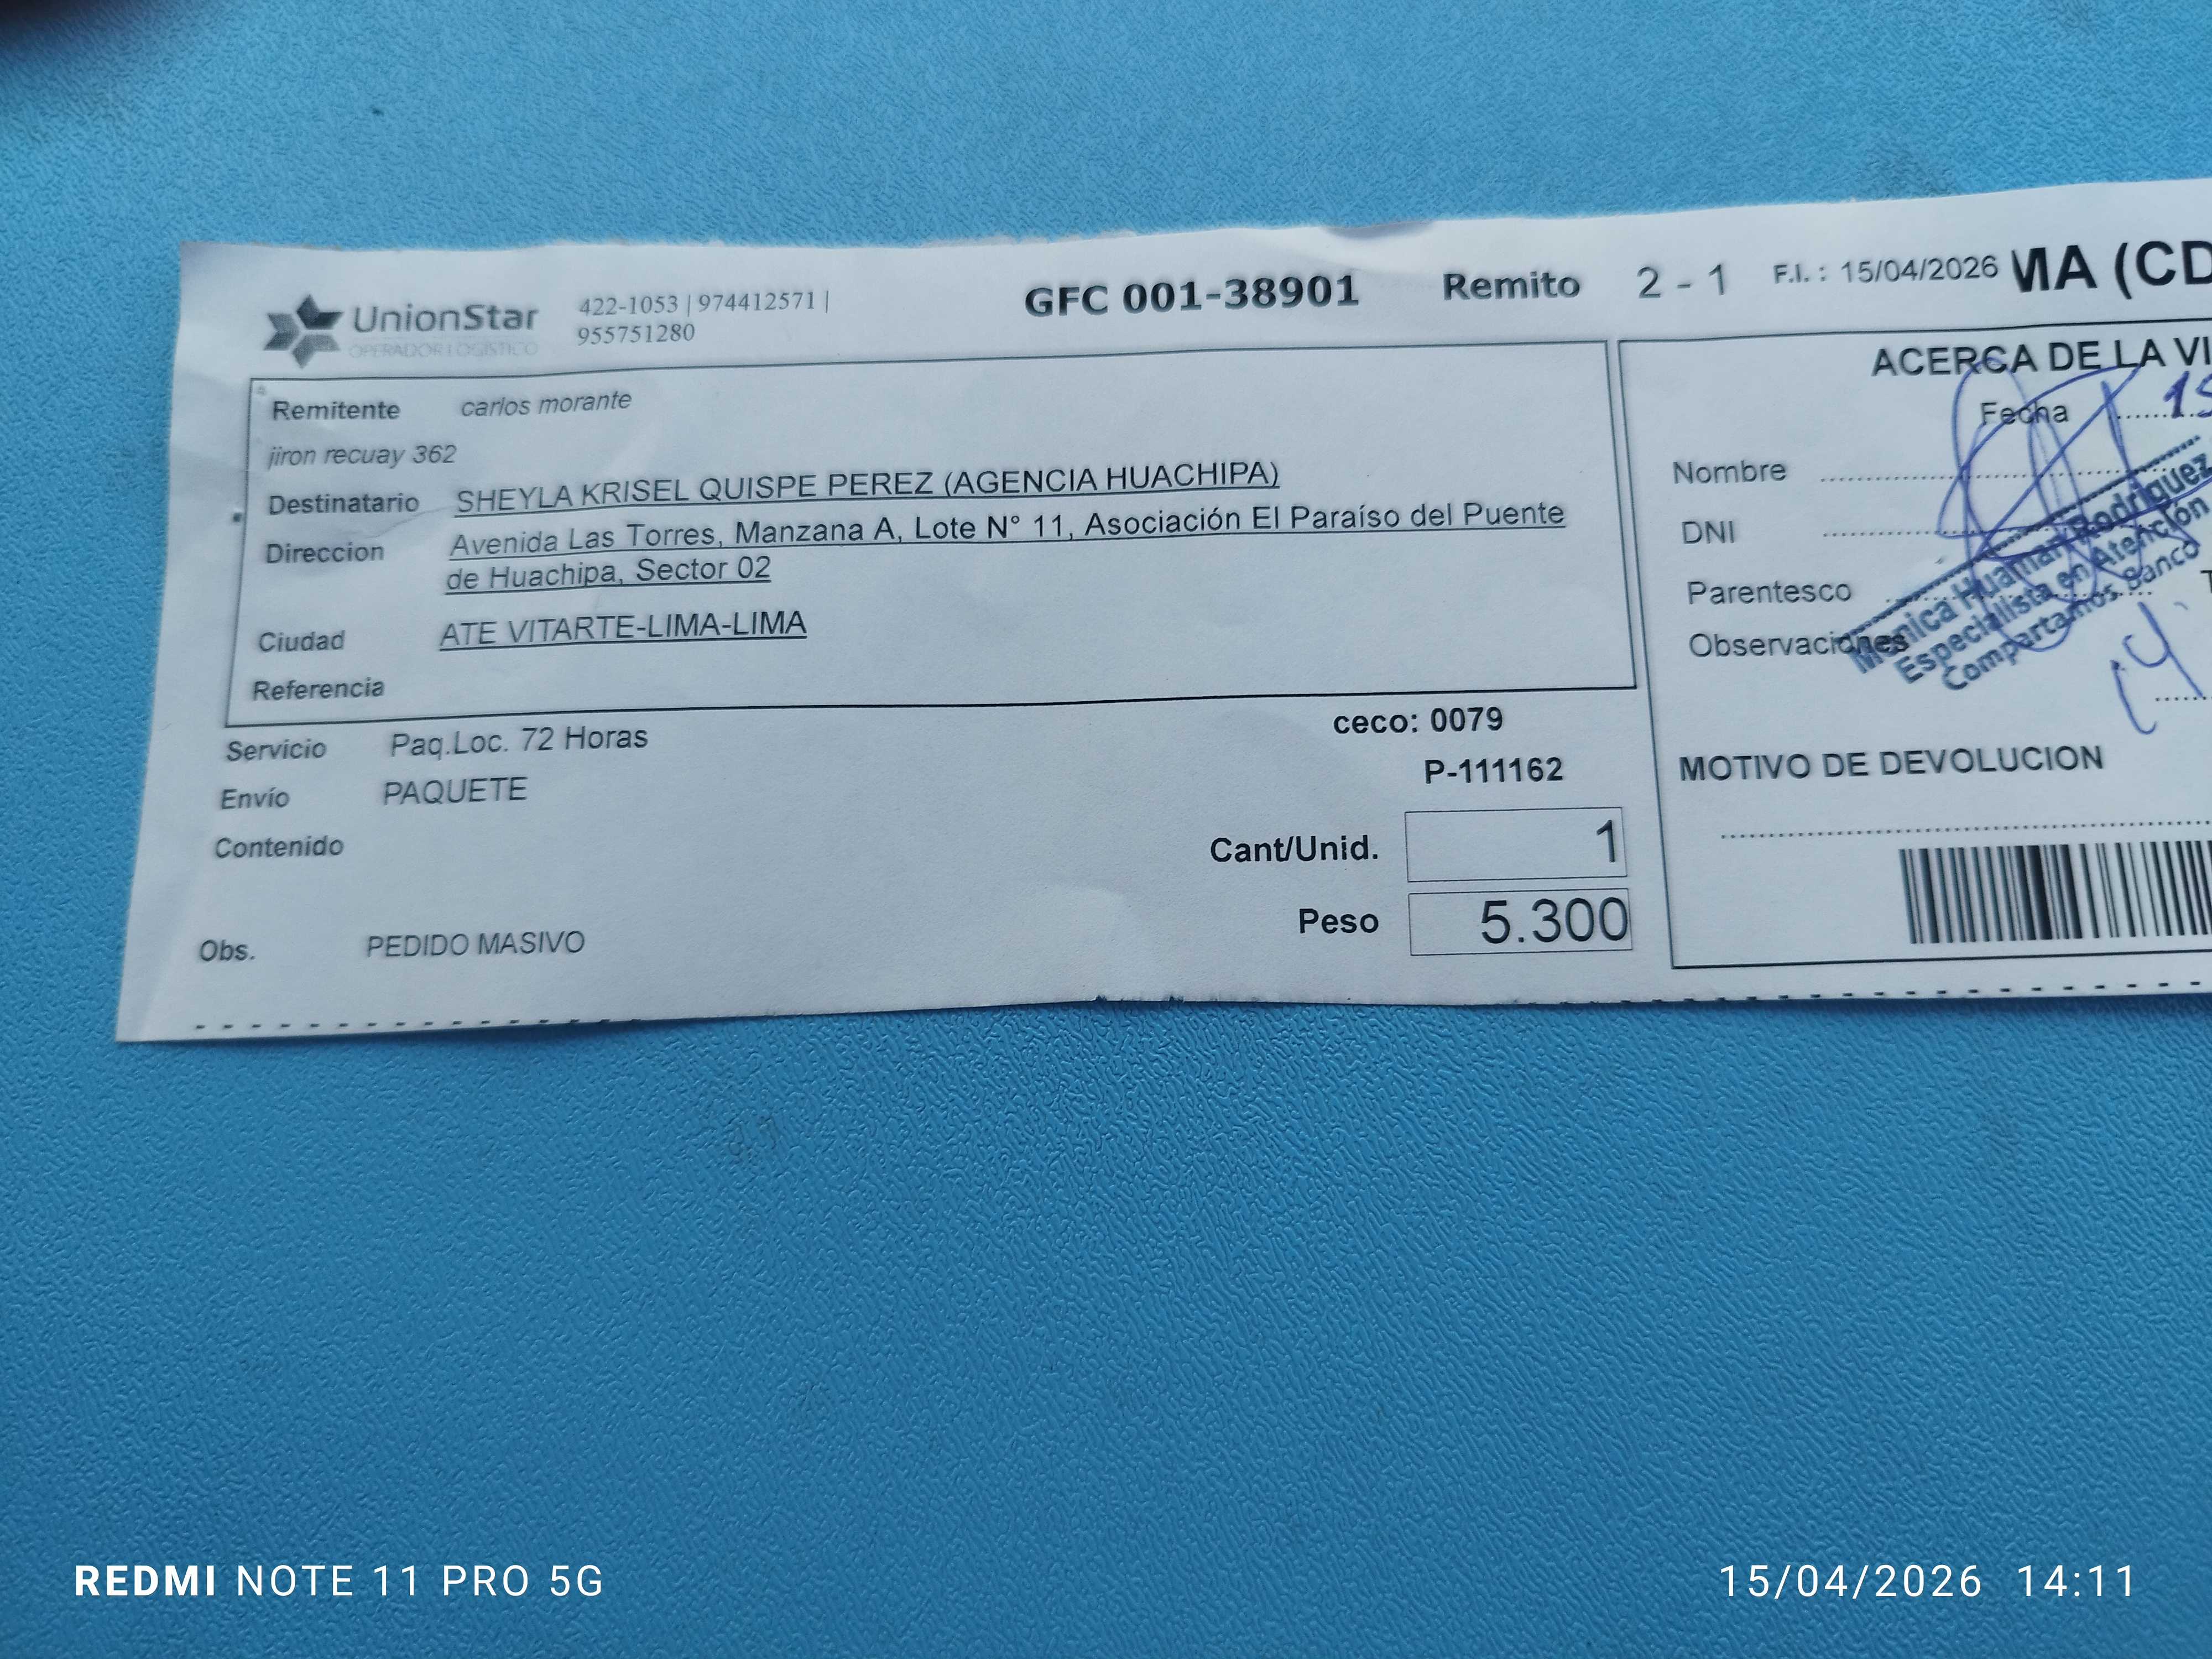 UnionStar
OPERADOR LOGISTICO
422-1053 | 974412571 |
955751280
GFC 001-38901 Remito 2 - 1 F.I. : 15/04/2026 MA (CD
Remitente carlos morante
jiron recuay 362
Destinatario SHEYLA KRISEL QUISPE PEREZ (AGENCIA HUACHIPA)
Direccion Avenida Las Torres, Manzana A, Lote N° 11, Asociación El Paraíso del Puente
de Huachipa, Sector 02
Ciudad ATE VITARTE-LIMA-LIMA
Referencia
Servicio Paq.Loc. 72 Horas
ceco: 0079
Envío PAQUETE
P-111162
Contenido
Cant/Unid. 1
Peso 5.300
Obs. PEDIDO MASIVO
ACERCA DE LA VI
Fecha
Nombre
DNI
Parentesco
Observaciones
Mónica Huaman Rodriguez
Especialista en Atención
Compartamos Banco
MOTIVO DE DEVOLUCION
REDMI NOTE 11 PRO 5G
15/04/2026 14:11